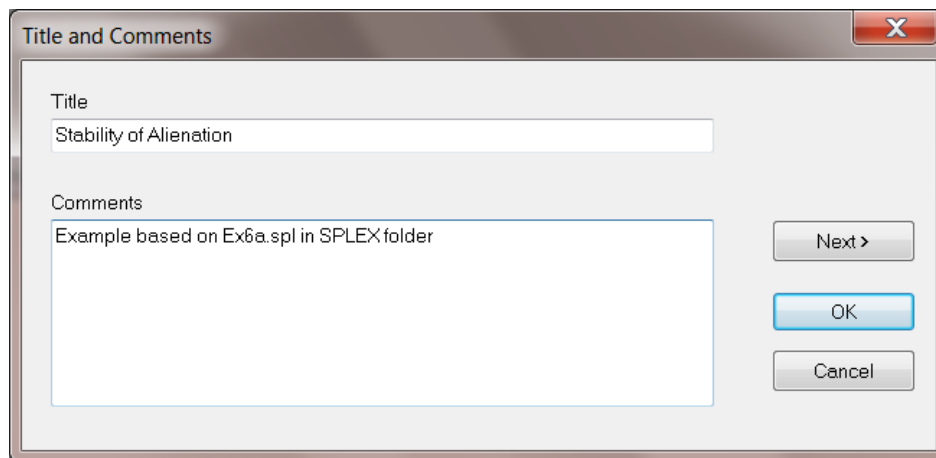 Title and Comments
Title
Stability of Alienation
Comments
Example based on Ex6a.spl in SPLEX folder
Next >
OK
Cancel